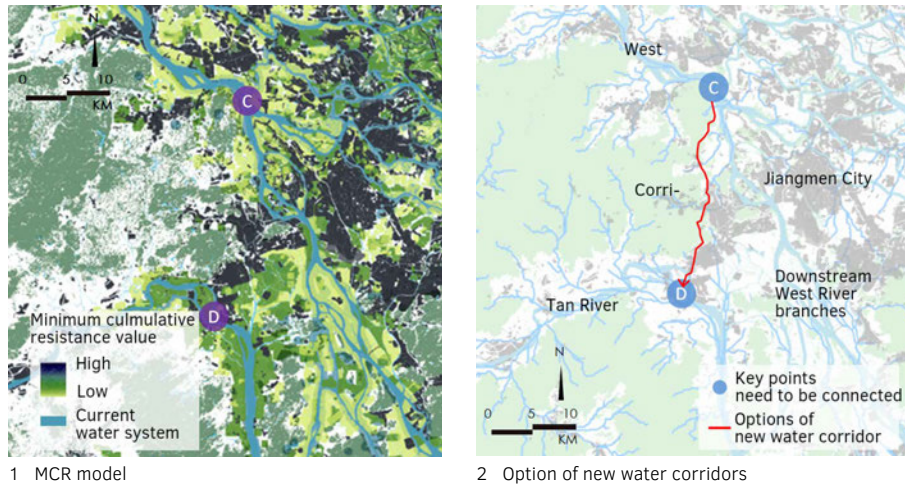 N
0 5 10
KM
C
D
Minimum culmulative
resistance value
High
Low
Current
water system
1 MCR model
West
C
Corri-
Jiangmen City
D
Tan River
Downstream
West River
branches
N
0 5 10
KM
Key points
need to be connected
Options of
new water corridor
2 Option of new water corridors